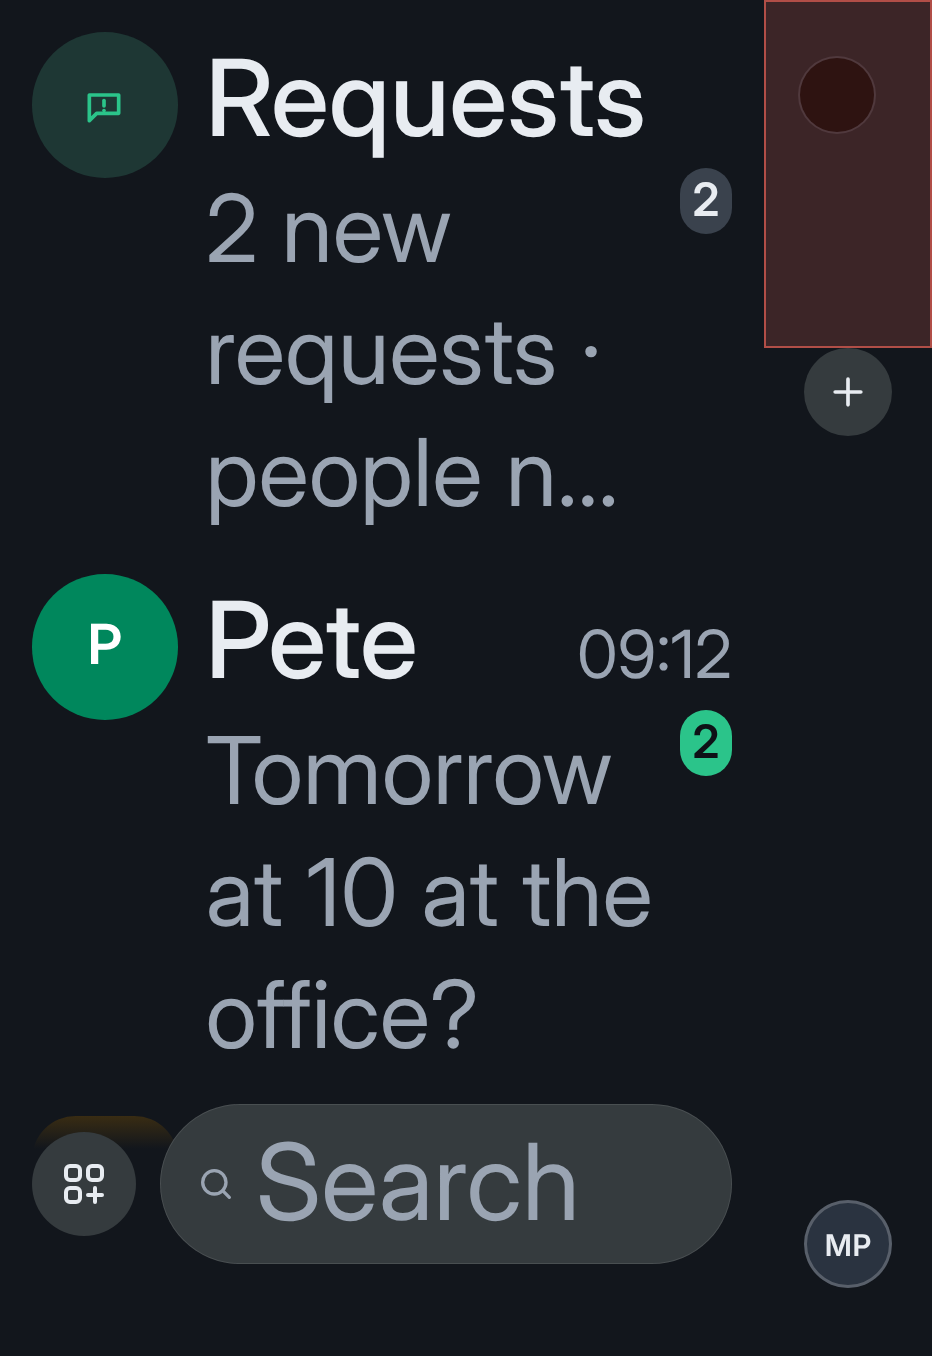 Requests
2 new
2
requests ·
people n...
P
Pete
09:12
Tomorrow
2
at 10 at the
office?
Search
MP